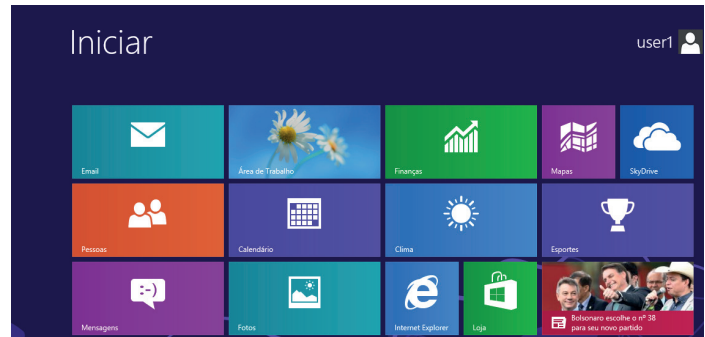 Iniciar
user1
Email
Área de Trabalho
Finanças
Mapas
SkyDrive
Pessoas
Calendário
Clima
Esportes
:-)
Mensagens
Fotos
Internet Explorer
Loja
Bolsonaro escolhe o nº 38
para seu novo partido